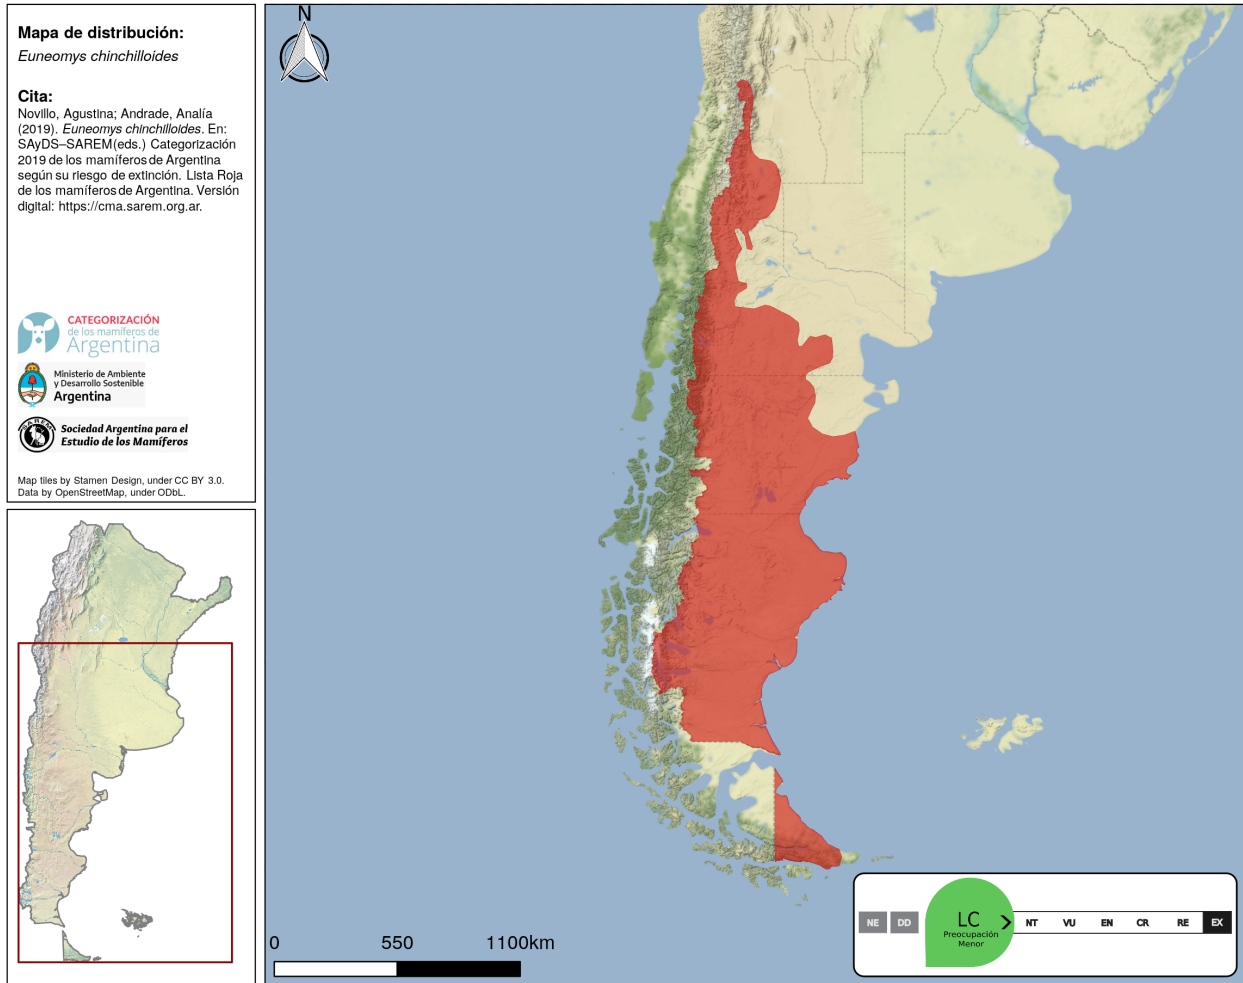 Mapa de distribución:
Euneomys chinchilloides
Cita:
Novillo, Agustina; Andrade, Analía
(2019). Euneomys chinchilloides. En:
SAyDS–SAREM(eds.) Categorización
2019 de los mamíferos de Argentina
según su riesgo de extinción. Lista Roja
de los mamíferos de Argentina. Versión
digital: https://cma.sarem.org.ar.
CATEGORIZACIÓN
de los mamíferos de
Argentina
Ministerio de Ambiente
y Desarrollo Sostenible
Argentina
SAREM
Sociedad Argentina para el
Estudio de los Mamíferos
Map tiles by Stamen Design, under CC BY 3.0.
Data by OpenStreetMap, under ODbL.
N
0 550 1100km
NE DD LC NT VU EN CR RE EX
Preocupación
Menor